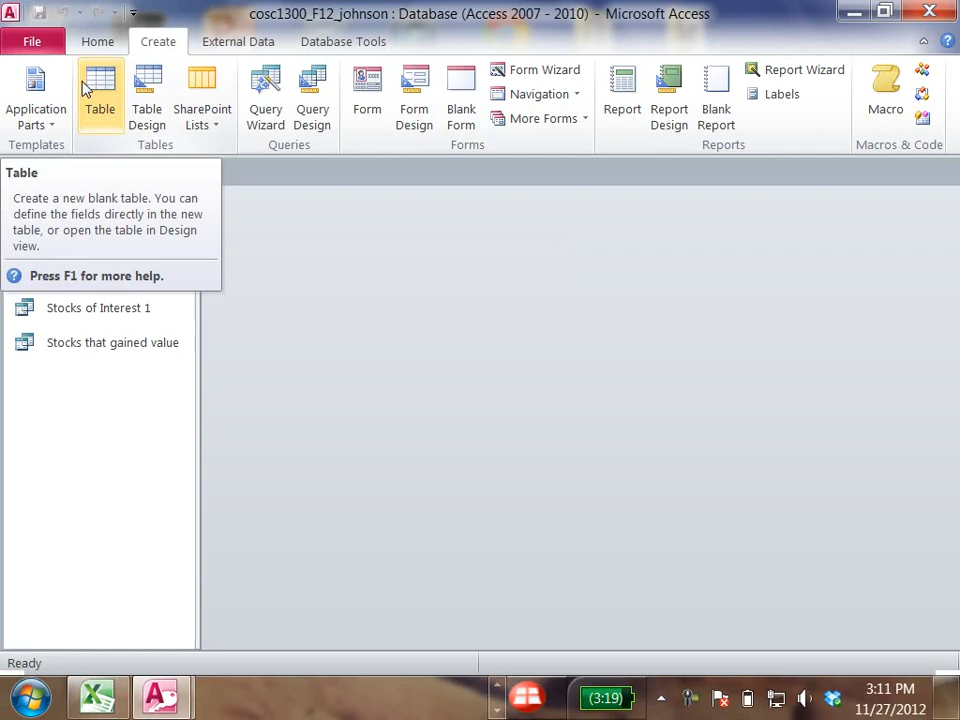 cosc1300_F12_johnson : Database (Access 2007 - 2010) - Microsoft Access
File Home Create External Data Database Tools
Application Parts
Table
Table Design
SharePoint Lists
Query Wizard
Query Design
Form
Form Design
Blank Form
Form Wizard
Navigation
More Forms
Report
Report Design
Blank Report
Report Wizard
Labels
Macro
Templates Tables Queries Forms Reports Macros & Code
Table
Create a new blank table. You can
define the fields directly in the new
table, or open the table in Design
view.
Press F1 for more help.
Stocks of Interest 1
Stocks that gained value
Ready
(3:19)
3:11 PM
11/27/2012